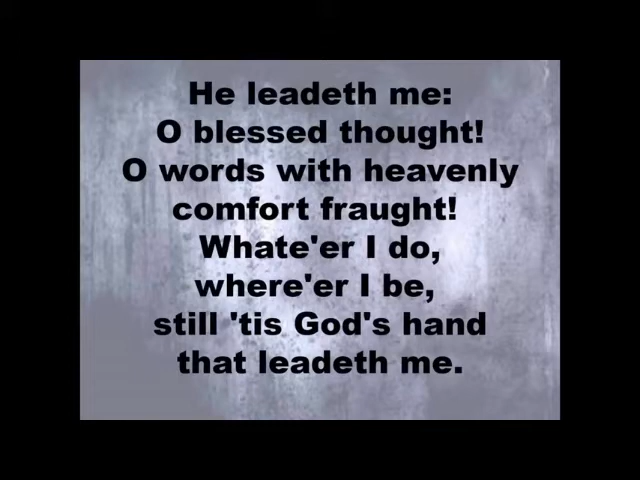 He leadeth me:
O blessed thought!
O words with heavenly
comfort fraught!
Whate'er I do,
where'er I be,
still 'tis God's hand
that leadeth me.